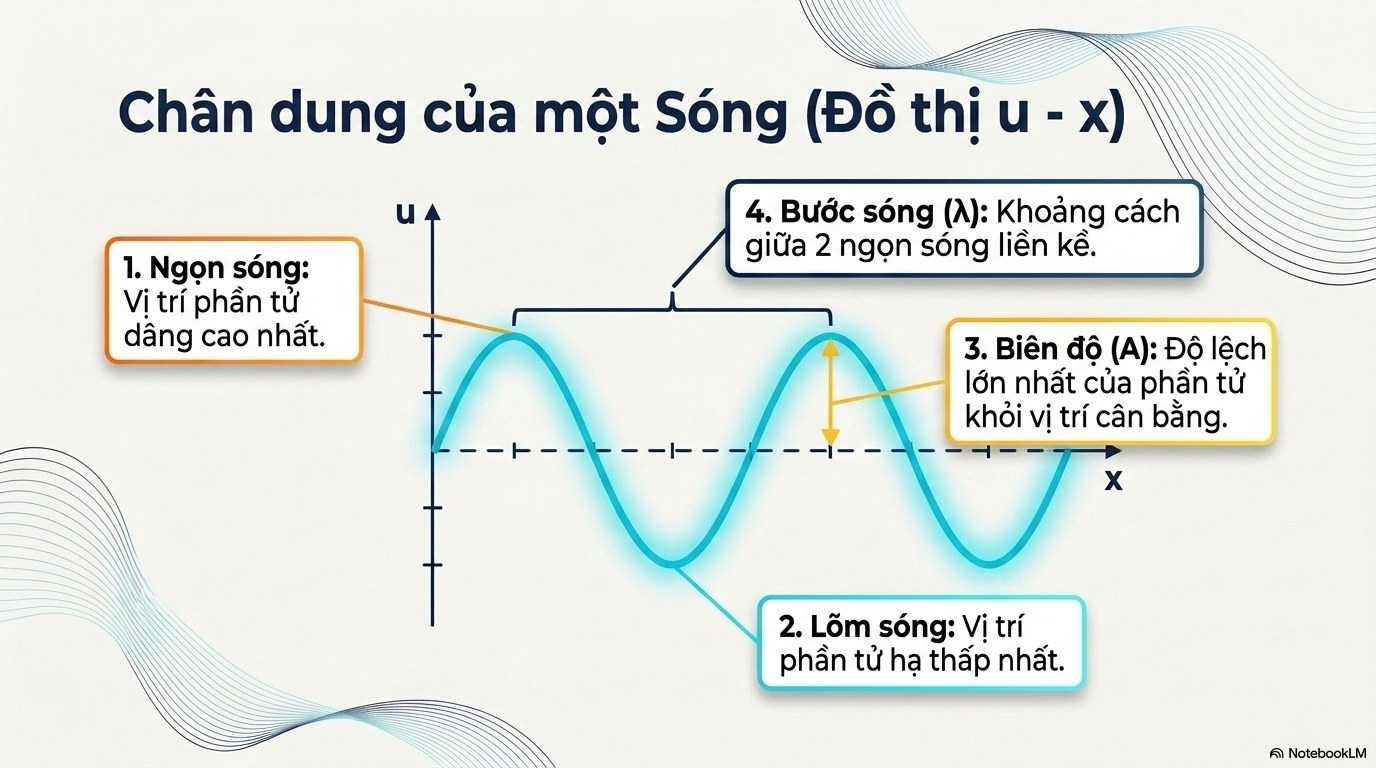 Chân dung của một Sóng (Đồ thị u - x)
u
4. Bước sóng (λ): Khoảng cách
giữa 2 ngọn sóng liền kề.
1. Ngọn sóng:
Vị trí phần tử
dâng cao nhất.
3. Biên độ (A): Độ lệch
lớn nhất của phần tử
khỏi vị trí cân bằng.
x
2. Lõm sóng: Vị trí
phần tử hạ thấp nhất.
NotebookLM